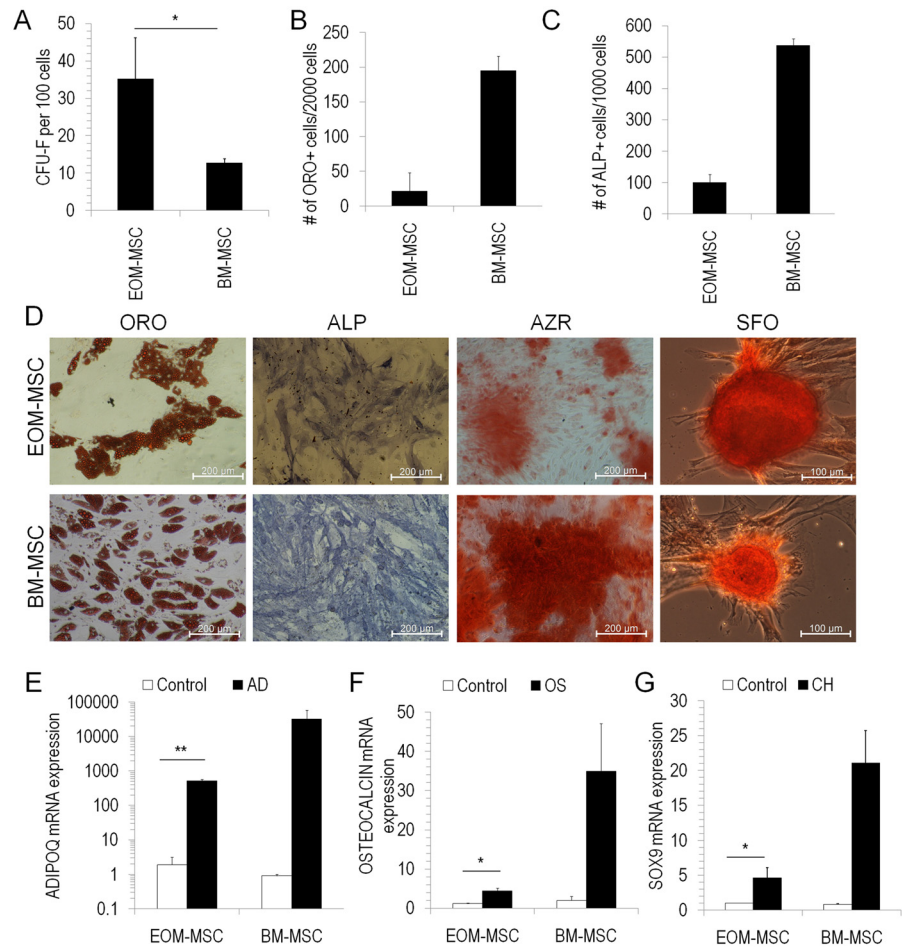 A
B
C
*
CFU-F per 100 cells
50
40
30
20
10
0
EOM-MSC
BM-MSC
# of ORO+ cells/2000 cells
250
200
150
100
50
0
EOM-MSC
BM-MSC
# of ALP+ cells/1000 cells
600
500
400
300
200
100
0
EOM-MSC
BM-MSC
D
ORO
ALP
AZR
SFO
EOM-MSC
200 µm
200 µm
200 µm
100 µm
BM-MSC
200 µm
200 µm
200 µm
100 µm
E
Control
AD
ADIPOQ mRNA expression
100000
10000
1000
100
10
1
0.1
**
EOM-MSC
BM-MSC
F
Control
OS
OSTEOCALCIN mRNA
expression
50
40
30
20
10
0
*
EOM-MSC
BM-MSC
G
Control
CH
SOX9 mRNA expression
30
25
20
15
10
5
0
*
EOM-MSC
BM-MSC